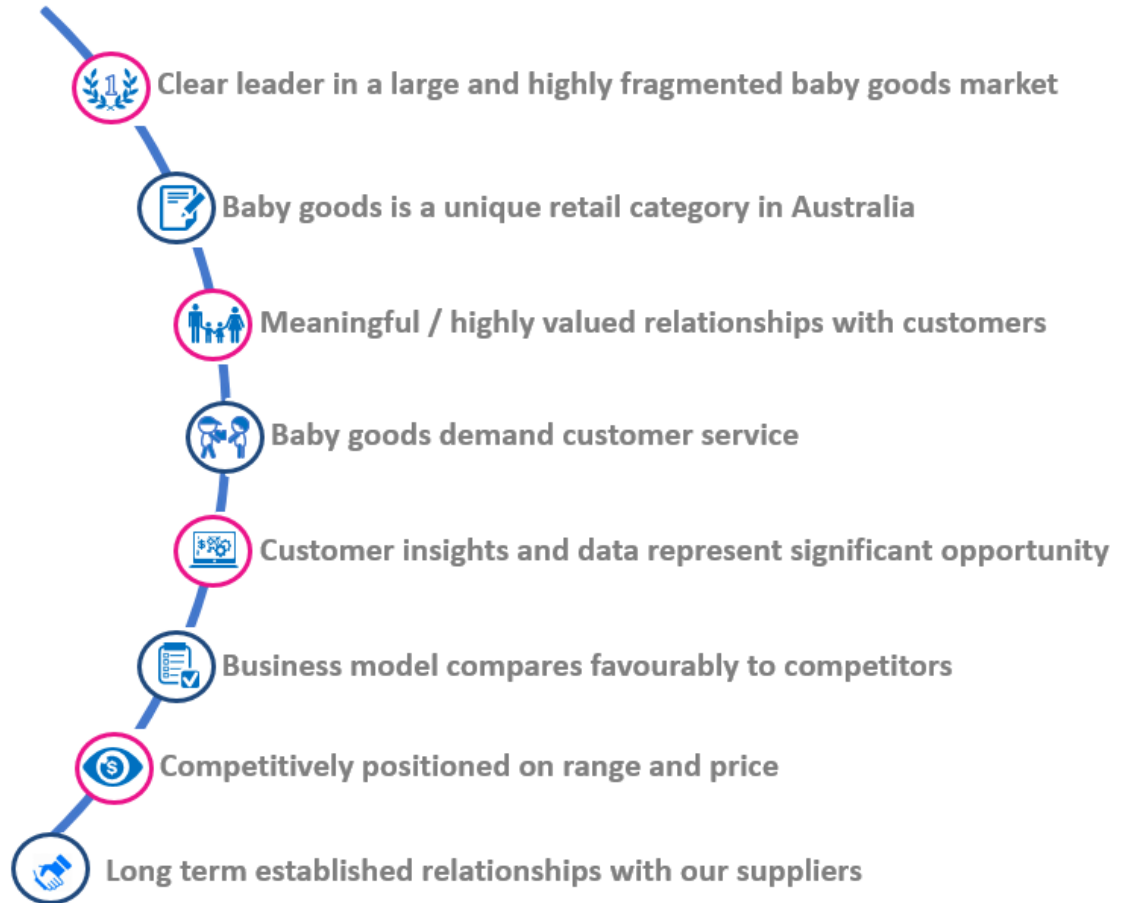 1
Clear leader in a large and highly fragmented baby goods market
Baby goods is a unique retail category in Australia
Meaningful / highly valued relationships with customers
Baby goods demand customer service
Customer insights and data represent significant opportunity
Business model compares favourably to competitors
$
Competitively positioned on range and price
Long term established relationships with our suppliers